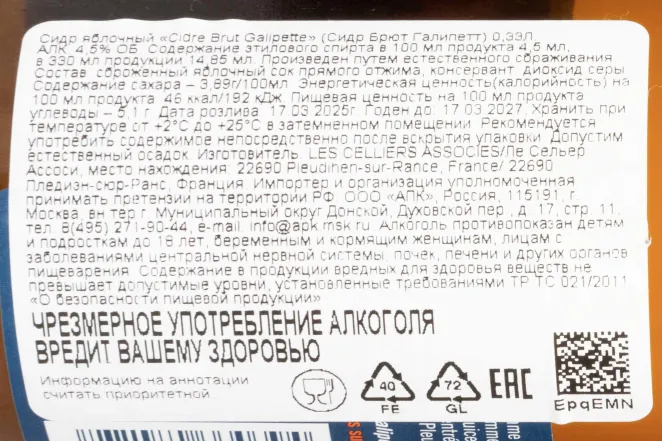 Сидр яблочный «Cidre Brut Galipette» (Сидр Брют Галипетт) 0,33Л,
АЛК. 4,5% ОБ. Содержание этилового спирта в 100 мл продукта 4,5 мл,
в 330 мл продукции 14,85 мл. Произведен путем естественного сбраживания.
Состав: сброженный яблочный сок прямого отжима, консервант: диоксид серы.
Содержание сахара – 3,89г/100мл. Энергетическая ценность(калорийность) на
100 мл продукта: 46 ккал/192 кДж. Пищевая ценность на 100 мл продукта:
углеводы – 5,1 г. Дата розлива: 17.03.2025г. Годен до: 17.03.2027. Хранить при
температуре от +2°C до +25°C в затемненном помещении. Рекомендуется
употребить содержимое непосредственно после вскрытия упаковки. Допустим
естественный осадок. Изготовитель: LES CELLIERS ASSOCIES/Ле Сельер
Ассоси, место нахождения: 22690 Pleudihen-sur-Rance, France/ 22690
Пледиэн-сюр-Ранс, Франция. Импортер и организация уполномоченная
принимать претензии на территории РФ: ООО «АПК», Россия, 115191, г.
Москва, вн.тер.г. Муниципальный округ Донской, Духовской пер., д. 17, стр. 11,
тел. 8(495) 271-90-44, e-mail: info@apk.msk.ru. Алкоголь противопоказан детям
и подросткам до 18 лет, беременным и кормящим женщинам, лицам с
заболеваниями центральной нервной системы, почек, печени и других органов
пищеварения. Содержание в продукции вредных для здоровья веществ не
превышает допустимые уровни, установленные требованиями ТР ТС 021/2011
«О безопасности пищевой продукции»
ЧРЕЗМЕРНОЕ УПОТРЕБЛЕНИЕ АЛКОГОЛЯ
ВРЕДИТ ВАШЕМУ ЗДОРОВЬЮ
Информацию на аннотации
считать приоритетной.
40
FE
72
GL
EAC
EpqEMN